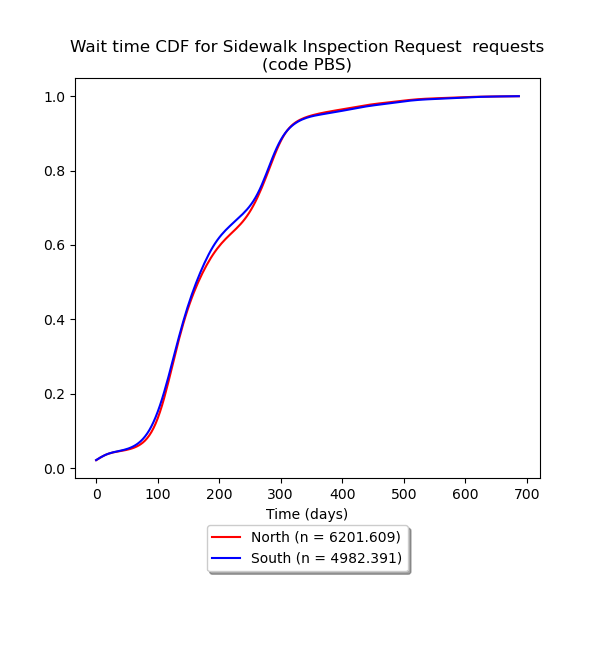 Wait time CDF for Sidewalk Inspection Request  requests
(code PBS)
1.0
0.8
0.6
0.4
0.2
0.0
0 100 200 300 400 500 600 700
Time (days)
North (n = 6201.609)
South (n = 4982.391)